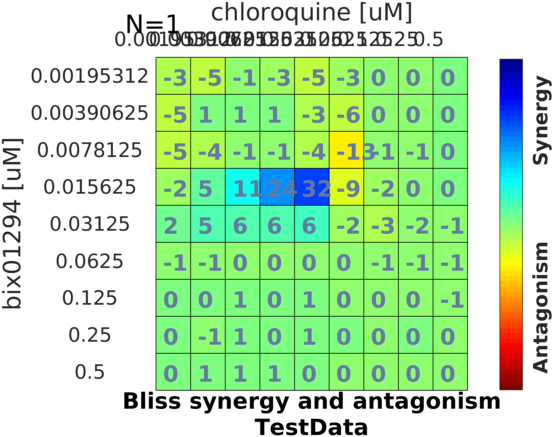 chloroquine [uM]
N=1
0.5
0.00195312 -3 -5 -1 -3 -5 -3 0 0 0
0.00390625 -5 1 1 1 -3 -6 0 0 0
0.0078125 -5 -4 -1 -1 -4 -13 -1 -1 0
0.015625 -2 5 11 24 32 -9 -2 0 0
0.03125 2 5 6 6 6 -2 -3 -2 -1
0.0625 -1 -1 0 0 0 0 -1 -1 -1
0.125 0 0 1 0 1 0 0 0 -1
0.25 0 -1 1 0 1 0 0 0 0
0.5 0 1 1 1 0 0 0 0 0
bix01294 [uM]
Synergy
Antagonism
Bliss synergy and antagonism
TestData